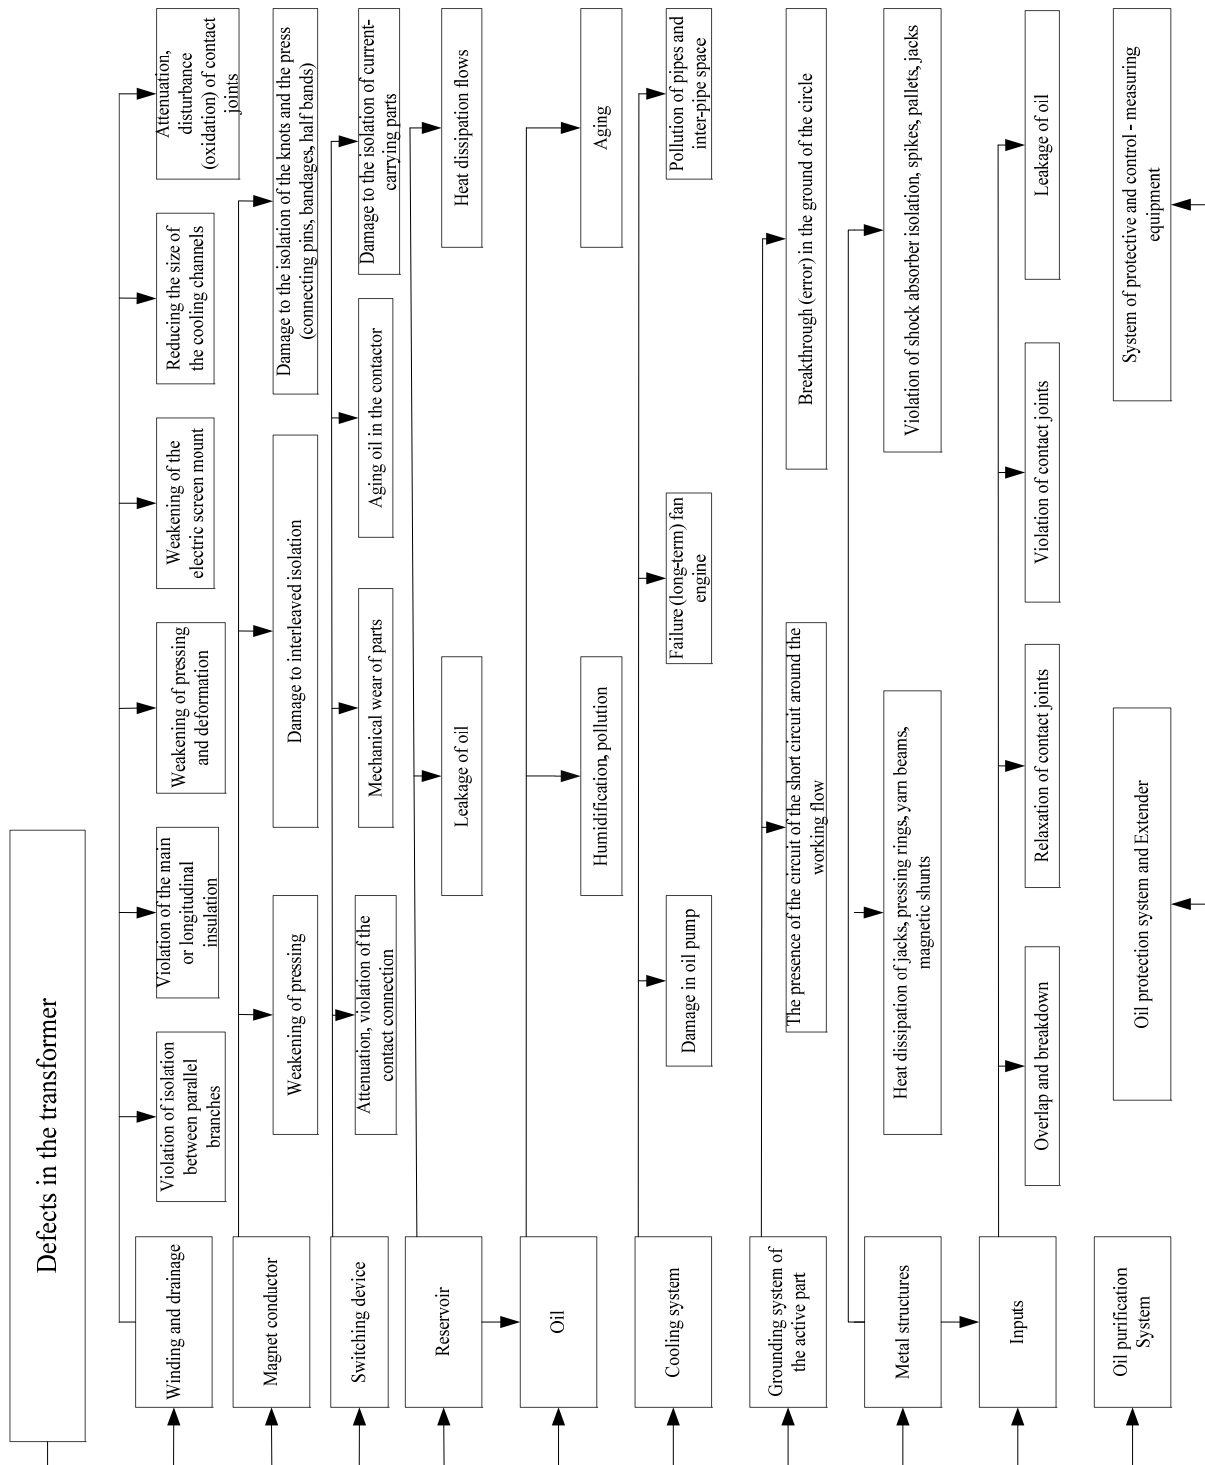 Defects in the transformer
Winding and drainage
Violation of isolation
between parallel
branches
Violation of the main
or longitudinal
insulation
Weakening of pressing
and deformation
Weakening of the
electric screen mount
Reducing the size of
the cooling channels
Attenuation,
disturbance
(oxidation) of contact
joints
Magnet conductor
Weakening of pressing
Damage to interleaved isolation
Damage to the isolation of the knots and the press
(connecting pins, bandages, half bands)
Switching device
Attenuation, violation of the
contact connection
Mechanical wear of parts
Aging oil in the contactor
Damage to the isolation of current-
carrying parts
Reservoir
Leakage of oil
Heat dissipation flows
Oil
Humidification, pollution
Aging
Cooling system
Damage in oil pump
Failure (long-term) fan
engine
Pollution of pipes and
inter-pipe space
Grounding system of
the active part
The presence of the circuit of the short circuit around the
working flow
Breakthrough (error) in the ground of the circle
Metal structures
Heat dissipation of jacks, pressing rings, yarn beams,
magnetic shunts
Violation of shock absorber isolation, spikes, pallets, jacks
Inputs
Overlap and breakdown
Relaxation of contact joints
Violation of contact joints
Leakage of oil
Oil purification
System
Oil protection system and Extender
System of protective and control - measuring
equipment